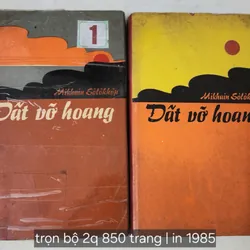 1
Mikhain Sôlôkhốp
Đất vỡ hoang
Mikhain Sôlôkhốp
Đất vỡ hoang
trọn bộ 2q 850 trang | in 1985